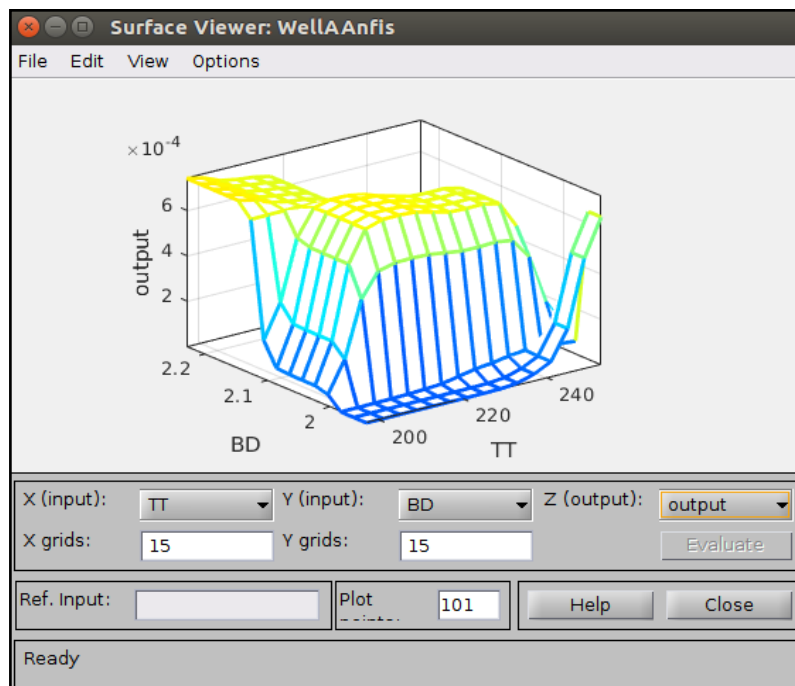 Surface Viewer: WellAAnfis
File Edit View Options
×10-4
6
4
2
output
2.2
2.1
2
BD
200
220
240
TT
X (input): TT Y (input): BD Z (output): output
X grids: 15 Y grids: 15 Evaluate
Ref. Input: Plot 101 Help Close
Ready